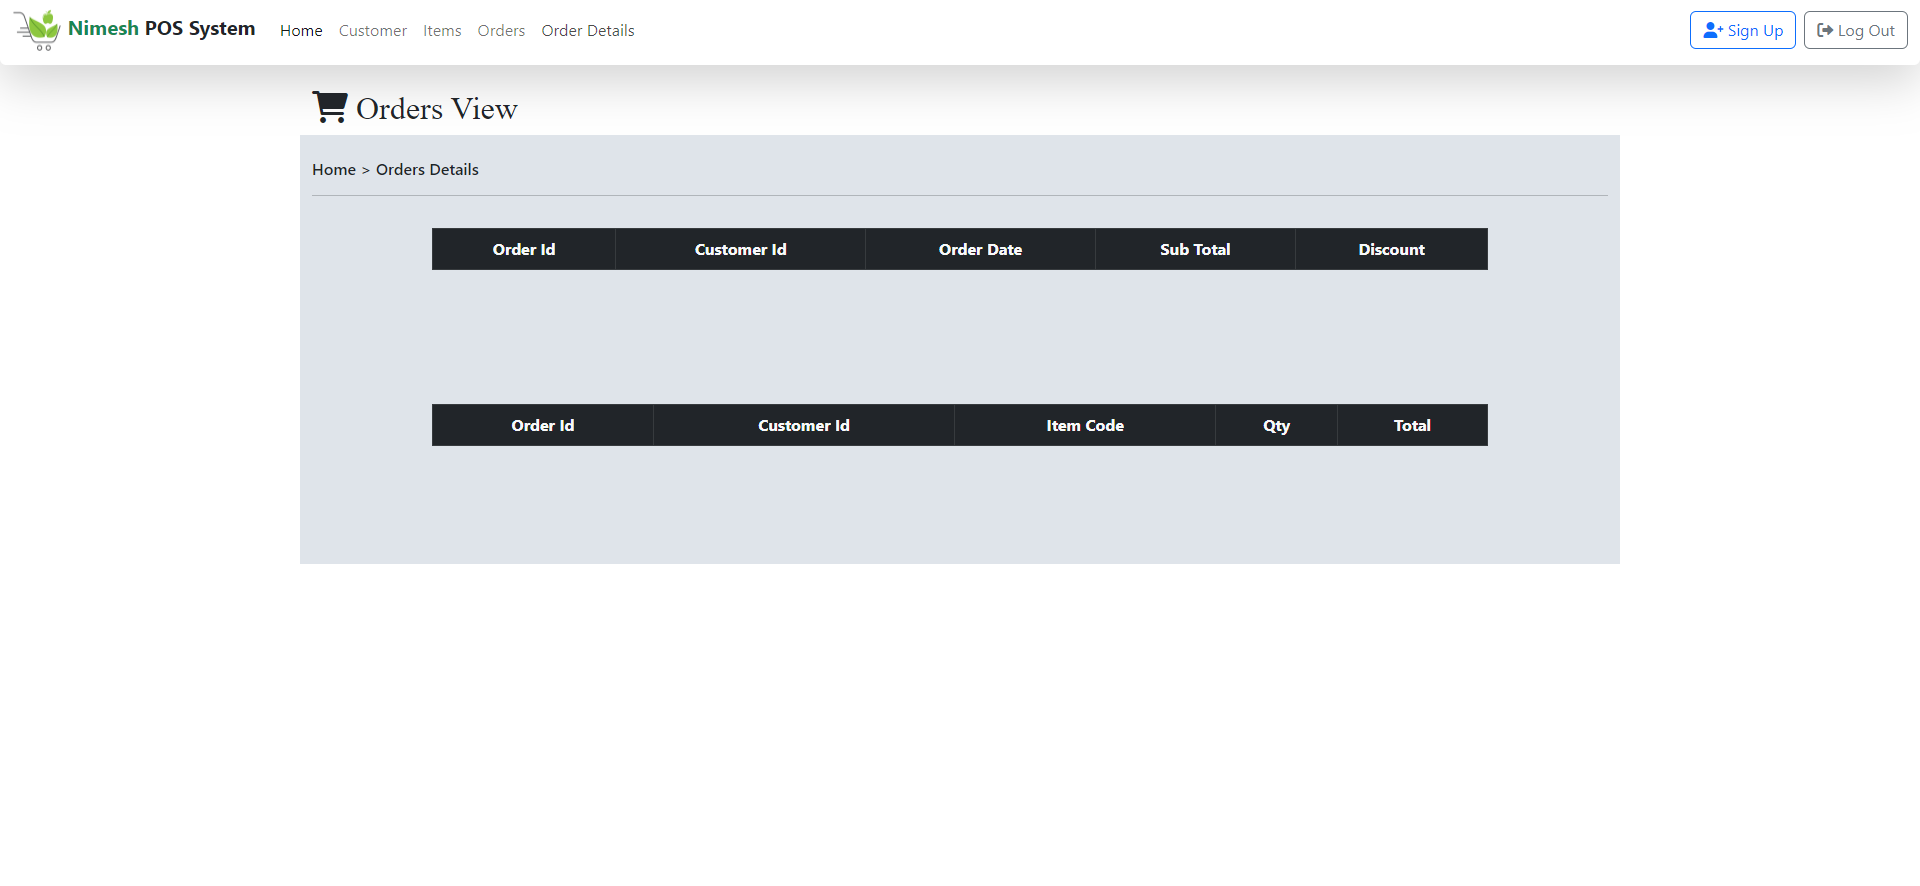 Nimesh POS System Home Customer Items Orders Order Details Sign Up Log Out
Orders View
Home > Orders Details
Order Id Customer Id Order Date Sub Total Discount
Order Id Customer Id Item Code Qty Total